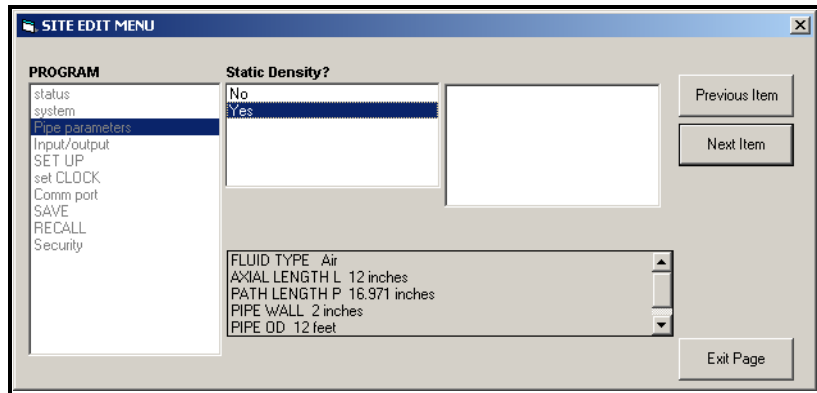 SITE EDIT MENU
PROGRAM
status
system
Pipe parameters
Input/output
SET UP
set CLOCK
Comm port
SAVE
RECALL
Security
Static Density?
No
Yes
Previous Item
Next Item
FLUID TYPE Air
AXIAL LENGTH L 12 inches
PATH LENGTH P 16.971 inches
PIPE WALL 2 inches
PIPE OD 12 feet
Exit Page